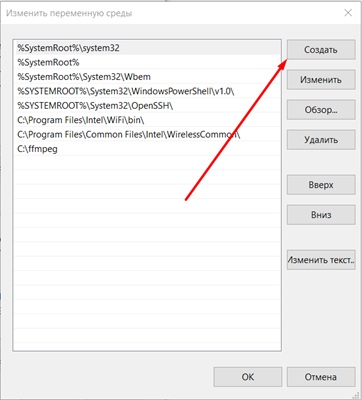 Изменить переменную среды
%SystemRoot%\system32
%SystemRoot%
%SystemRoot%\System32\Wbem
%SYSTEMROOT%\System32\WindowsPowerShell\v1.0\
%SYSTEMROOT%\System32\OpenSSH\
C:\Program Files\Intel\WiFi\bin\
C:\Program Files\Common Files\Intel\WirelessCommon\
C:\ffmpeg
Создать
Изменить
Обзор...
Удалить
Вверх
Вниз
Изменить текст..
ОК
Отмена